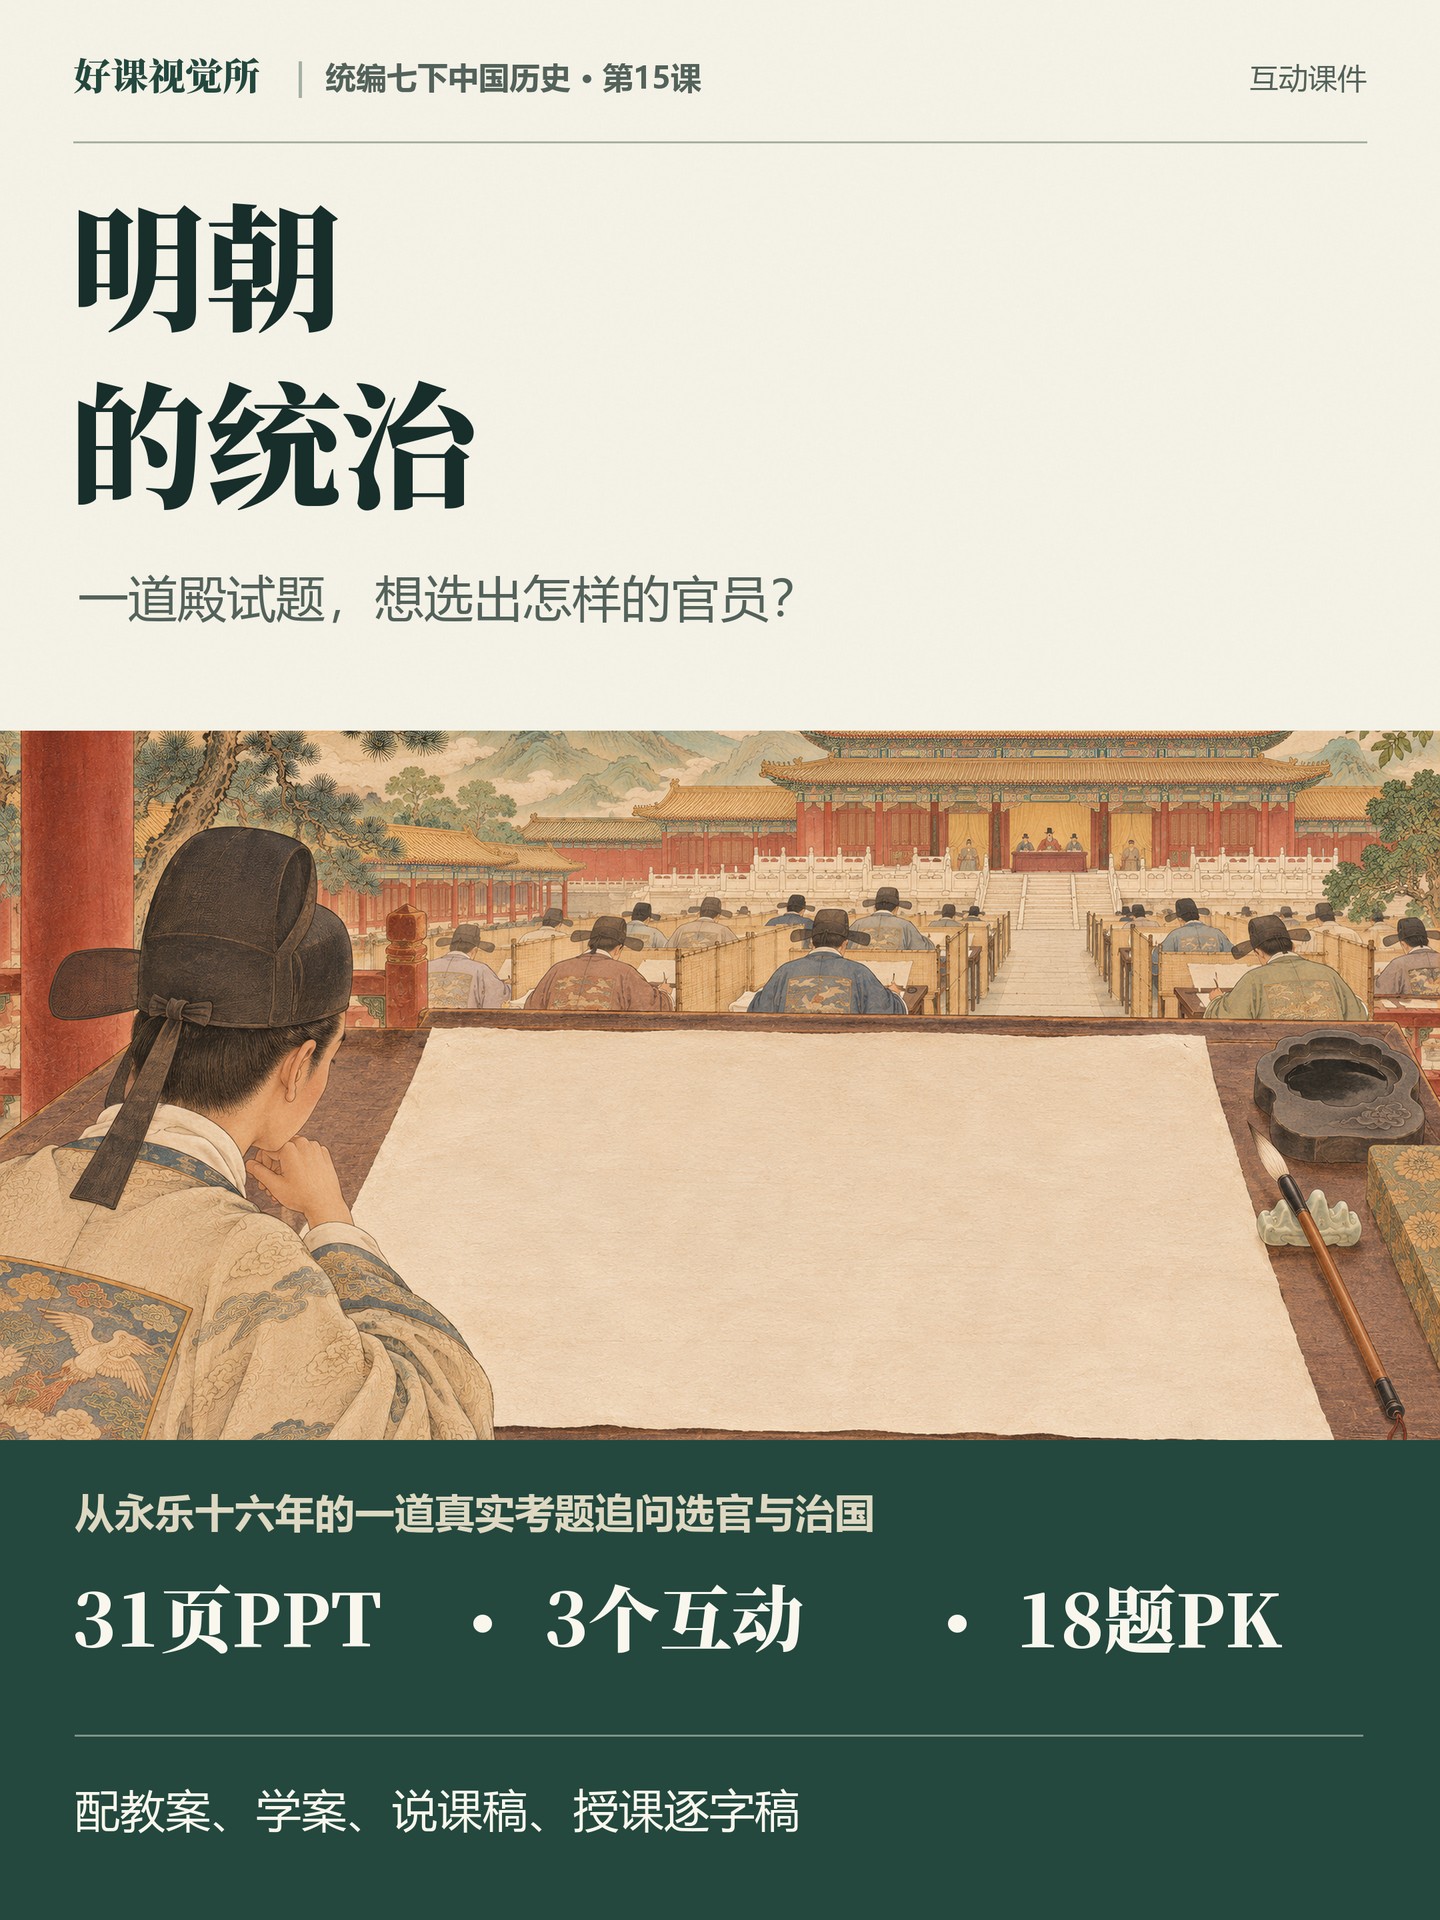 好课视觉所 | 统编七下中国历史·第15课
互动课件
明朝
的统治
一道殿试题，想选出怎样的官员？
从永乐十六年的一道真实考题追问选官与治国
31页PPT · 3个互动 · 18题PK
配教案、学案、说课稿、授课逐字稿